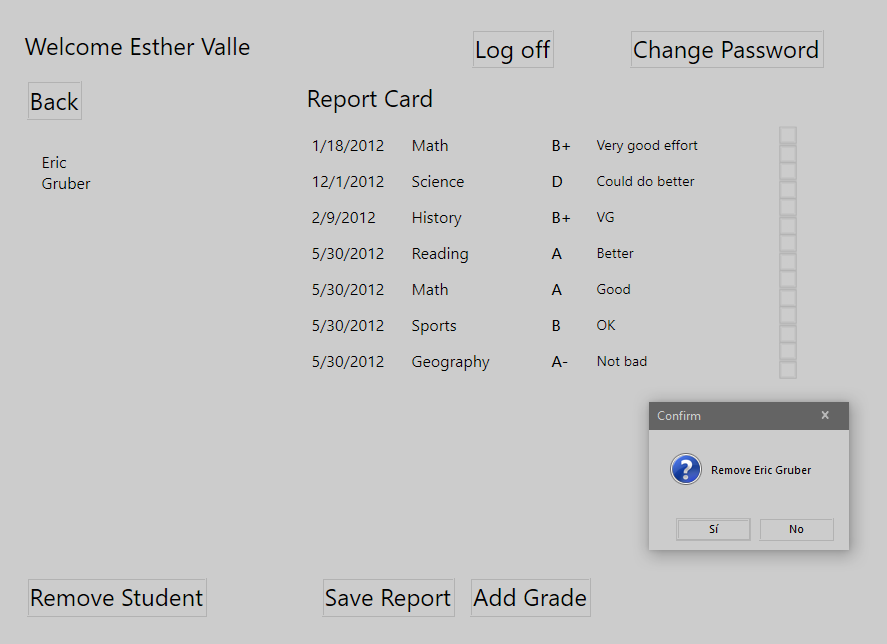 Welcome Esther Valle
Log off
Change Password
Back
Report Card
Eric
Gruber
1/18/2012 Math B+ Very good effort
12/1/2012 Science D Could do better
2/9/2012 History B+ VG
5/30/2012 Reading A Better
5/30/2012 Math A Good
5/30/2012 Sports B OK
5/30/2012 Geography A- Not bad
Confirm
Remove Eric Gruber
Sí
No
Remove Student
Save Report
Add Grade